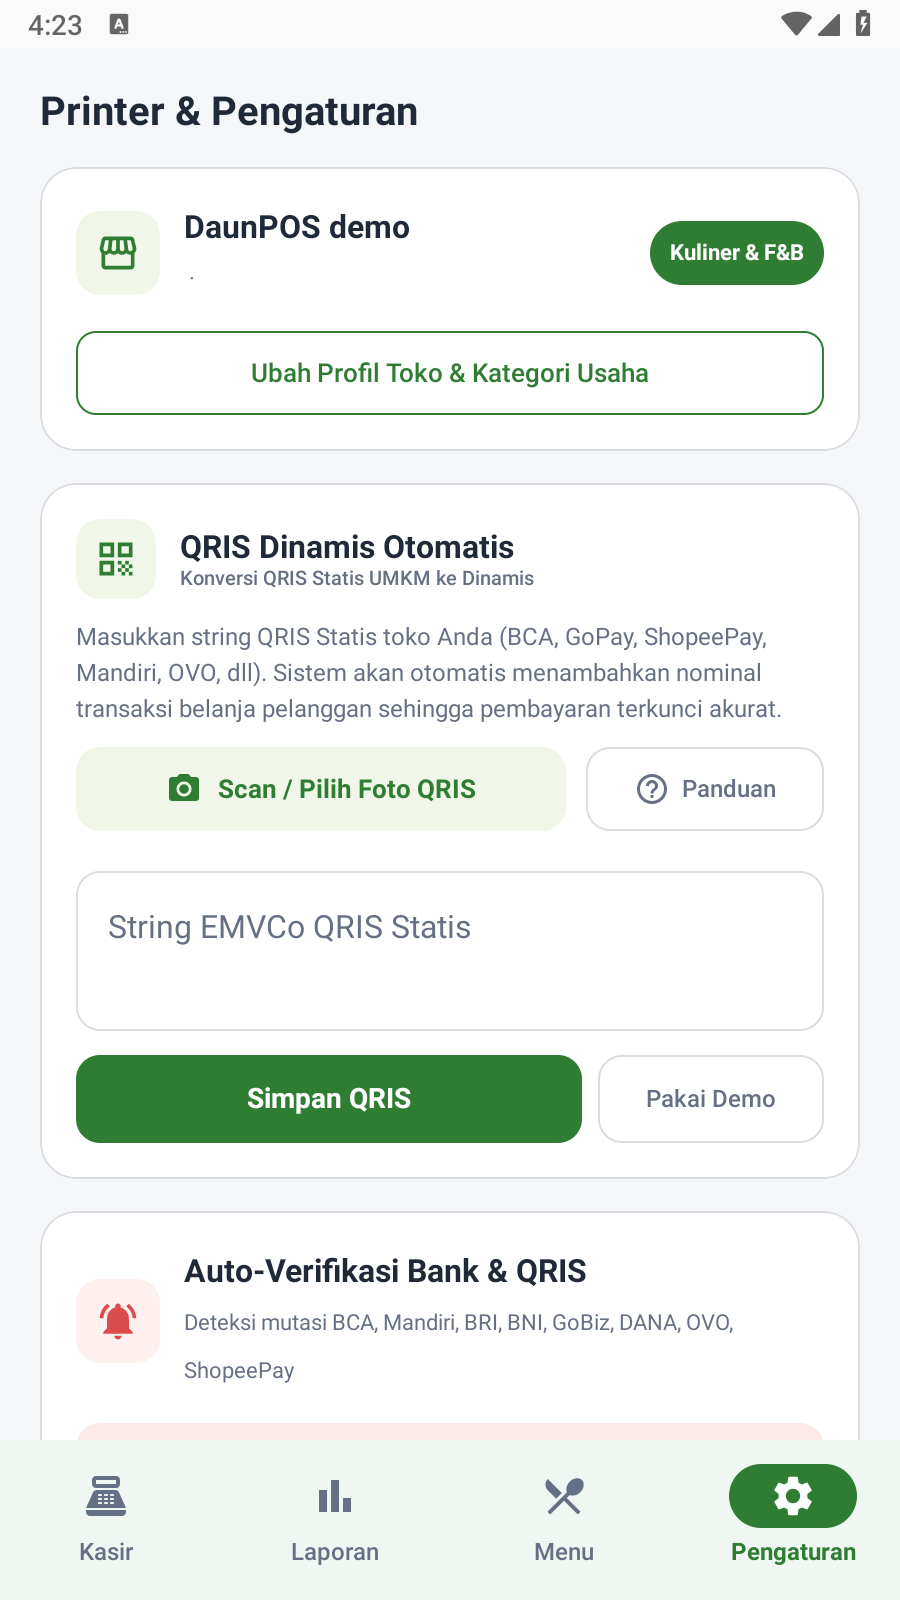 4:23
Printer & Pengaturan
DaunPOS demo
.
Kuliner & F&B
Ubah Profil Toko & Kategori Usaha
QRIS Dinamis Otomatis
Konversi QRIS Statis UMKM ke Dinamis
Masukkan string QRIS Statis toko Anda (BCA, GoPay, ShopeePay,
Mandiri, OVO, dll). Sistem akan otomatis menambahkan nominal
transaksi belanja pelanggan sehingga pembayaran terkunci akurat.
Scan / Pilih Foto QRIS
Panduan
String EMVCo QRIS Statis
Simpan QRIS
Pakai Demo
Auto-Verifikasi Bank & QRIS
Deteksi mutasi BCA, Mandiri, BRI, BNI, GoBiz, DANA, OVO,
ShopeePay
Kasir
Laporan
Menu
Pengaturan